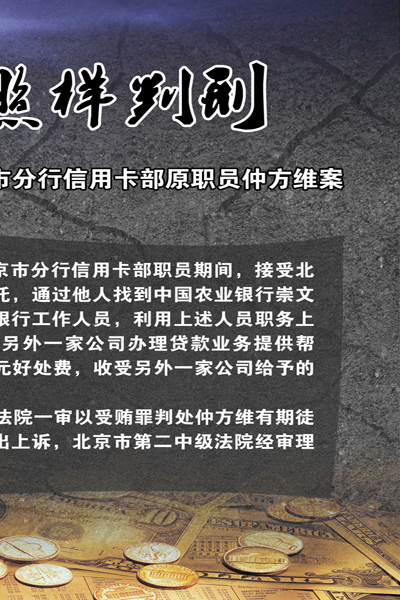 照样判刑
市分行信用卡部原职员仲方维案
京市分行信用卡部职员期间，接受北
托，通过他人找到中国农业银行崇文
银行工作人员，利用上述人员职务上
另外一家公司办理贷款业务提供帮
元好处费，收受另外一家公司给予的
法院一审以受贿罪判处仲方维有期徒
出上诉，北京市第二中级法院经审理